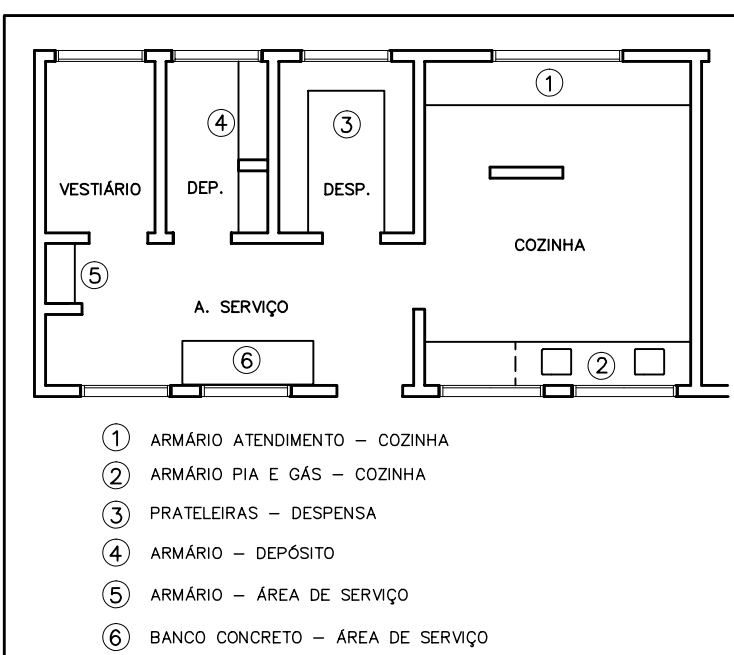 1
4
3
VESTIÁRIO
DEP.
DESP.
COZINHA
5
A. SERVIÇO
6
2
1 ARMÁRIO ATENDIMENTO – COZINHA
2 ARMÁRIO PIA E GÁS – COZINHA
3 PRATELEIRAS – DESPENSA
4 ARMÁRIO – DEPÓSITO
5 ARMÁRIO – ÁREA DE SERVIÇO
6 BANCO CONCRETO – ÁREA DE SERVIÇO